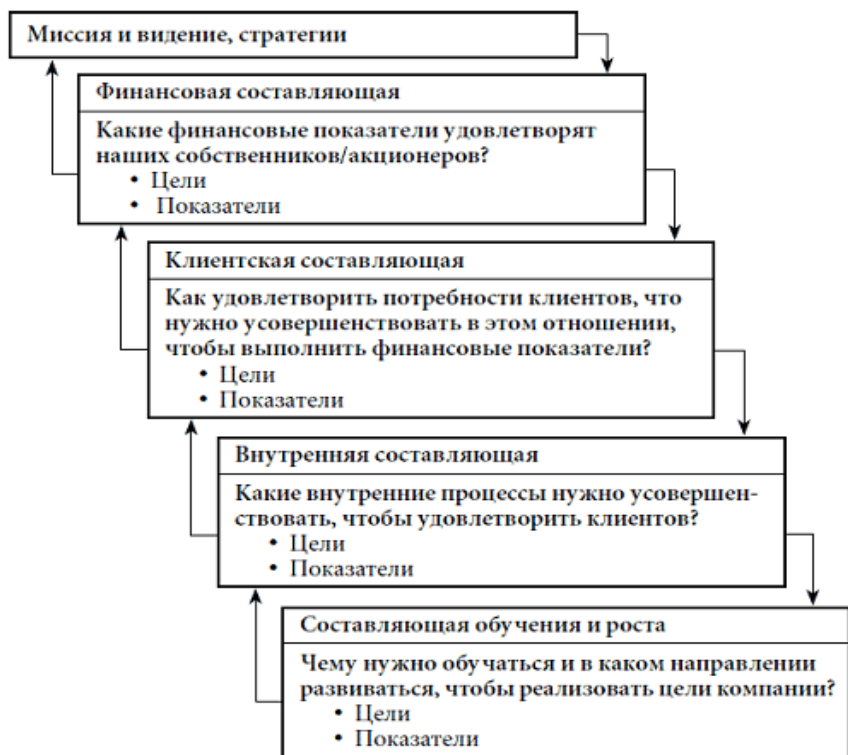 Миссия и видение, стратегии
Финансовая составляющая
Какие финансовые показатели удовлетворят
наших собственников/акционеров?
• Цели
• Показатели
Клиентская составляющая
Как удовлетворить потребности клиентов, что
нужно усовершенствовать в этом отношении,
чтобы выполнить финансовые показатели?
• Цели
• Показатели
Внутренняя составляющая
Какие внутренние процессы нужно усовершен-
ствовать, чтобы удовлетворить клиентов?
• Цели
• Показатели
Составляющая обучения и роста
Чему нужно обучаться и в каком направлении
развиваться, чтобы реализовать цели компании?
• Цели
• Показатели